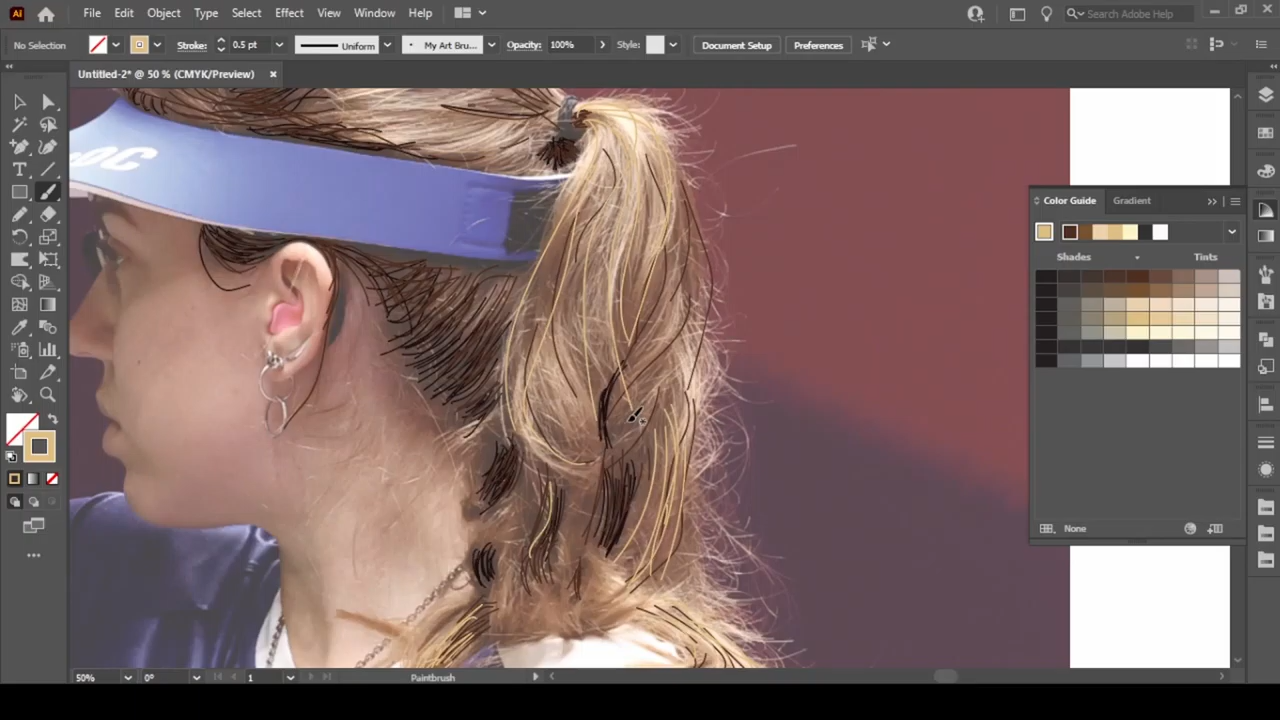 Ai File Edit Object Type Select Effect View Window Help Search Adobe Help
No Selection Stroke: 0.5 pt Uniform My Art Bru... Opacity: 100% Style: Document Setup Preferences
Untitled-2* @ 50 % (CMYK/Preview)
OC
Color Guide Gradient
Shades Tints
None
50% 0° 1 Paintbrush